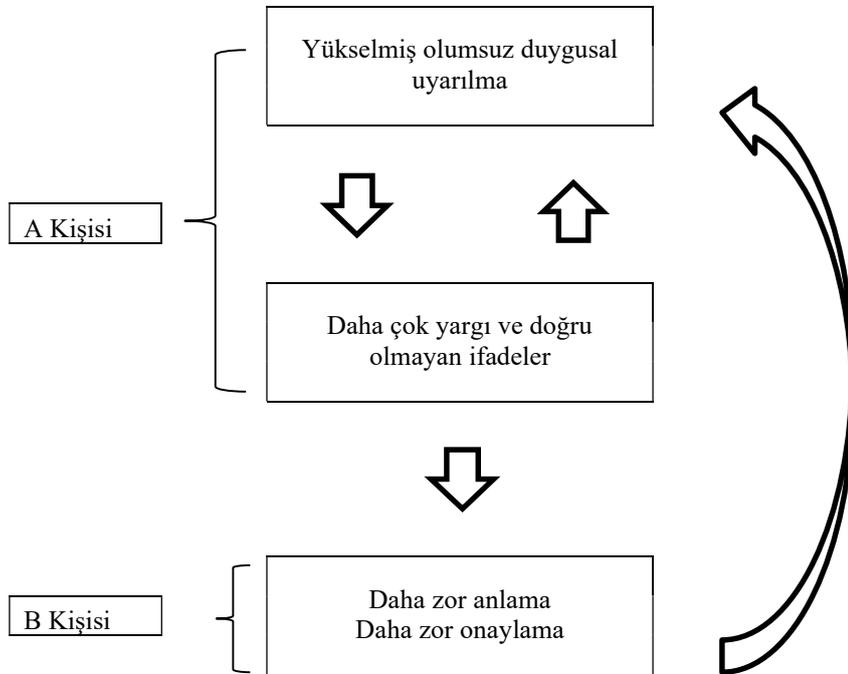 Yükselmiş olumsuz duygusal
uyarılma
A Kişisi
Daha çok yargı ve doğru
olmayan ifadeler
Daha zor anlama
B Kişisi
Daha zor onaylama